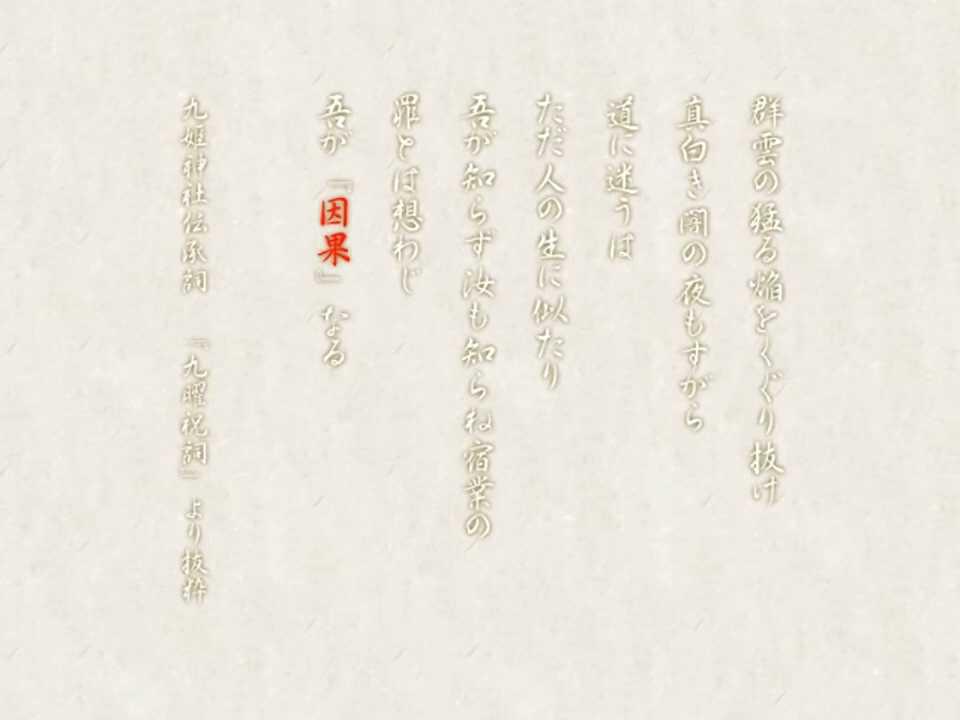 群雲の猛る焔をくぐり抜け
真白き闇の夜もすがら
道に迷うは
ただ人の生に似たり
吾が知らず汝も知らね宿業の
罪とは想わじ
吾が『因果』なる
九姫神社伝承詞 『九曜祝詞』より抜粋